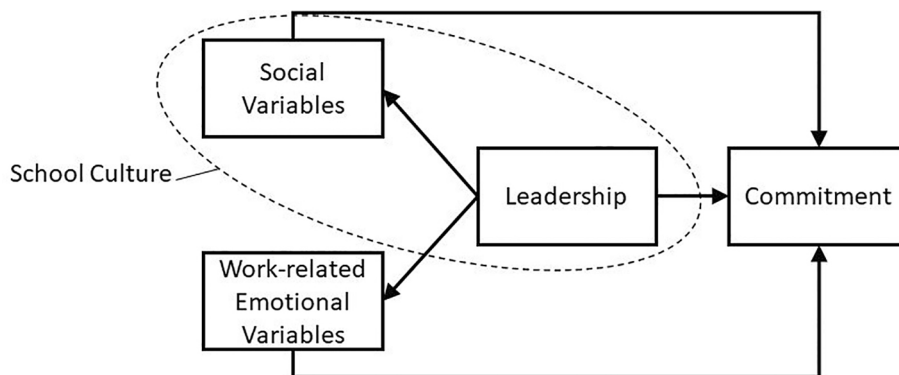 Social
Variables
School Culture
Leadership
Commitment
Work-related
Emotional
Variables